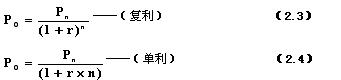 P₀ = Pₙ / (1 + r)ⁿ ——（复利） （2.3）
P₀ = Pₙ / (1 + r × n) ——（单利） （2.4）